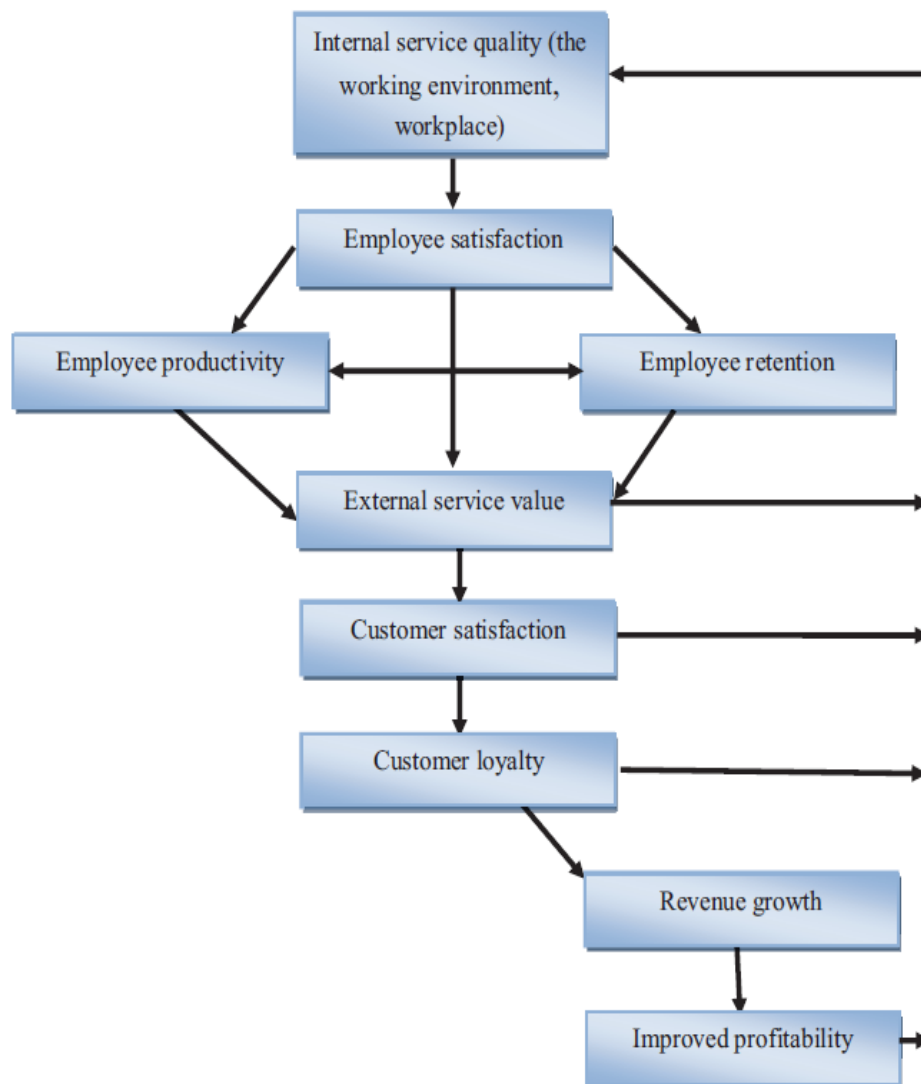 Internal service quality (the
working environment,
workplace)
Employee satisfaction
Employee productivity
Employee retention
External service value
Customer satisfaction
Customer loyalty
Revenue growth
Improved profitability